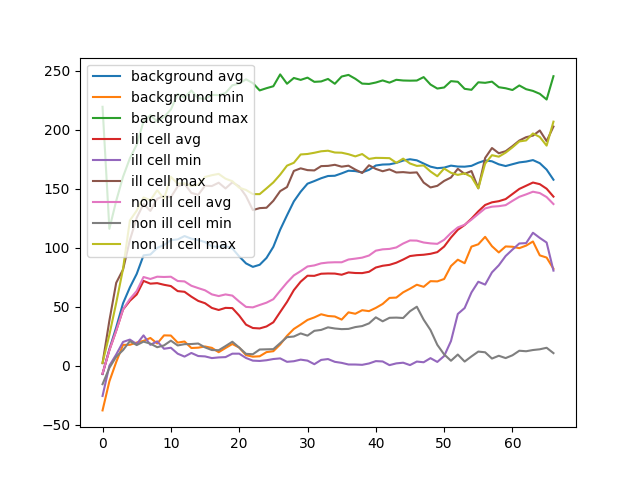 250
200
150
100
50
0
−50
background avg
background min
background max
ill cell avg
ill cell min
ill cell max
non ill cell avg
non ill cell min
non ill cell max
0 10 20 30 40 50 60